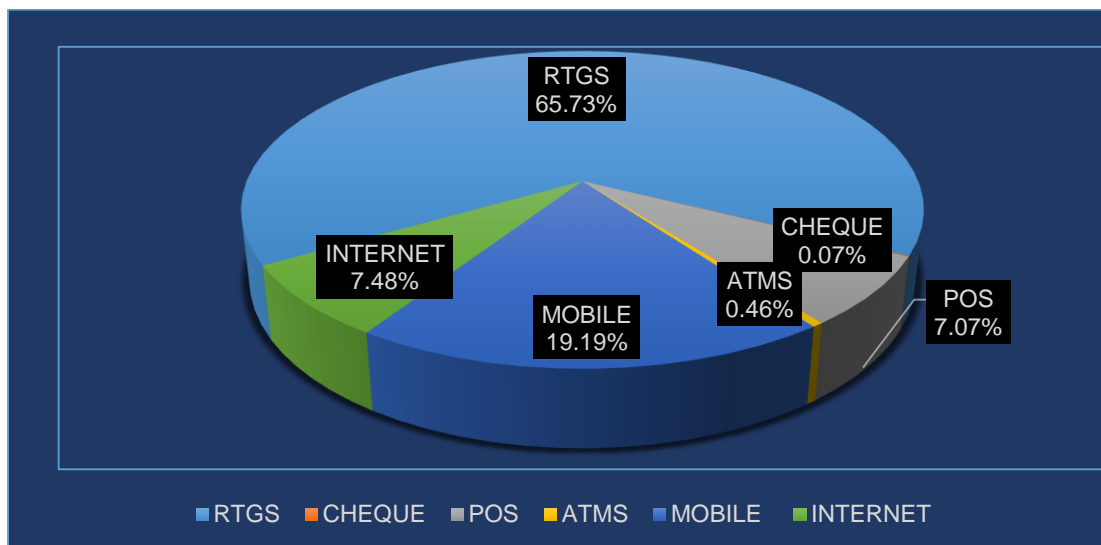 RTGS
65.73%
CHEQUE
0.07%
INTERNET
7.48%
ATMS
0.46%
POS
7.07%
MOBILE
19.19%
RTGS CHEQUE POS ATMS MOBILE INTERNET